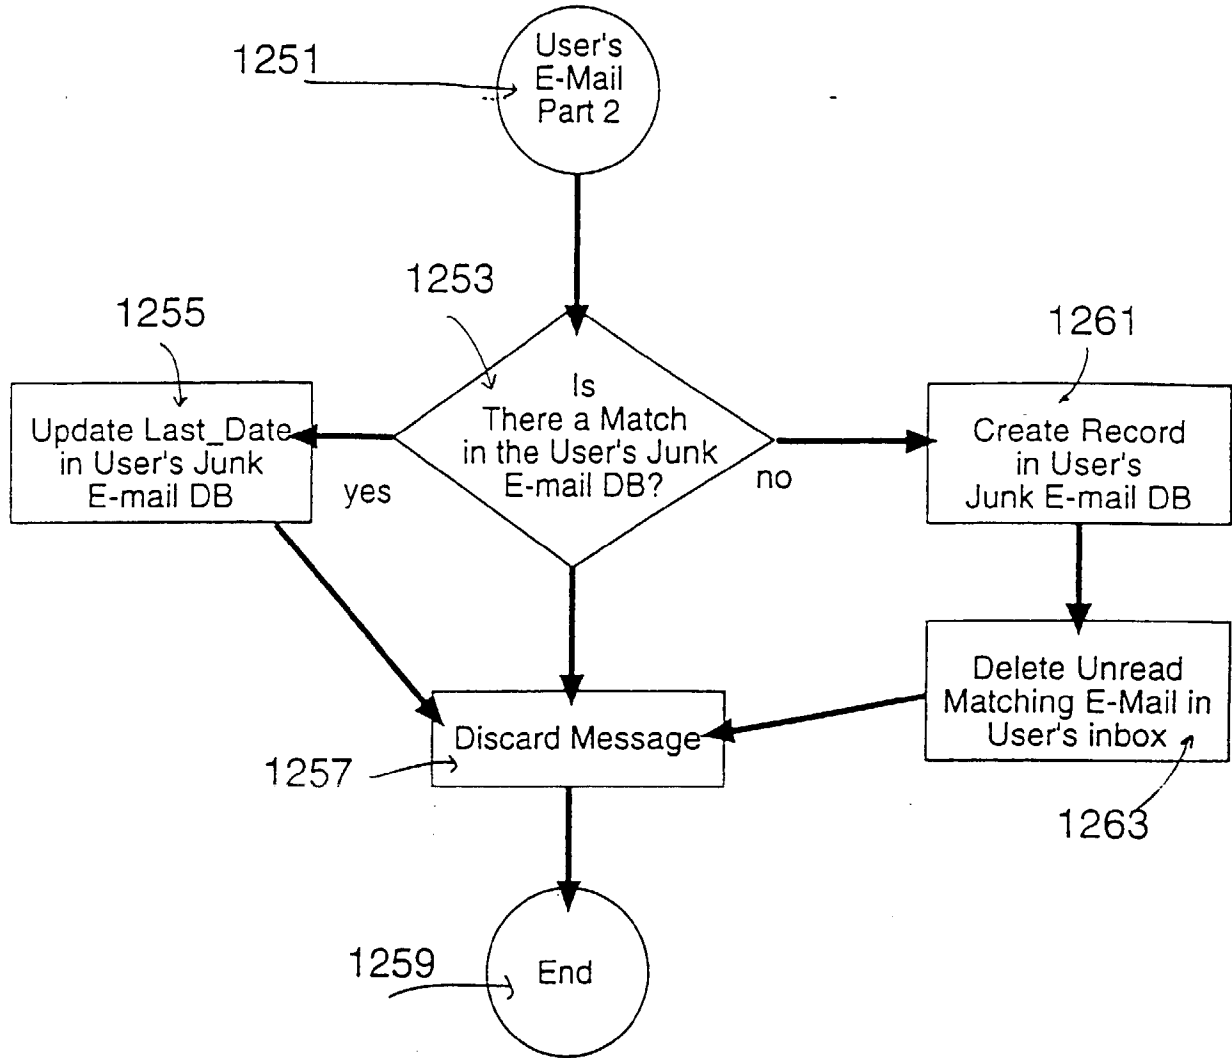 1251
User's
E-Mail
Part 2
1253
Is
There a Match
in the User's Junk
E-mail DB?
1255
Update Last_Date
in User's Junk
E-mail DB
yes
no
1261
Create Record
in User's
Junk E-mail DB
Delete Unread
Matching E-Mail in
User's inbox
1263
Discard Message
1257
1259
End